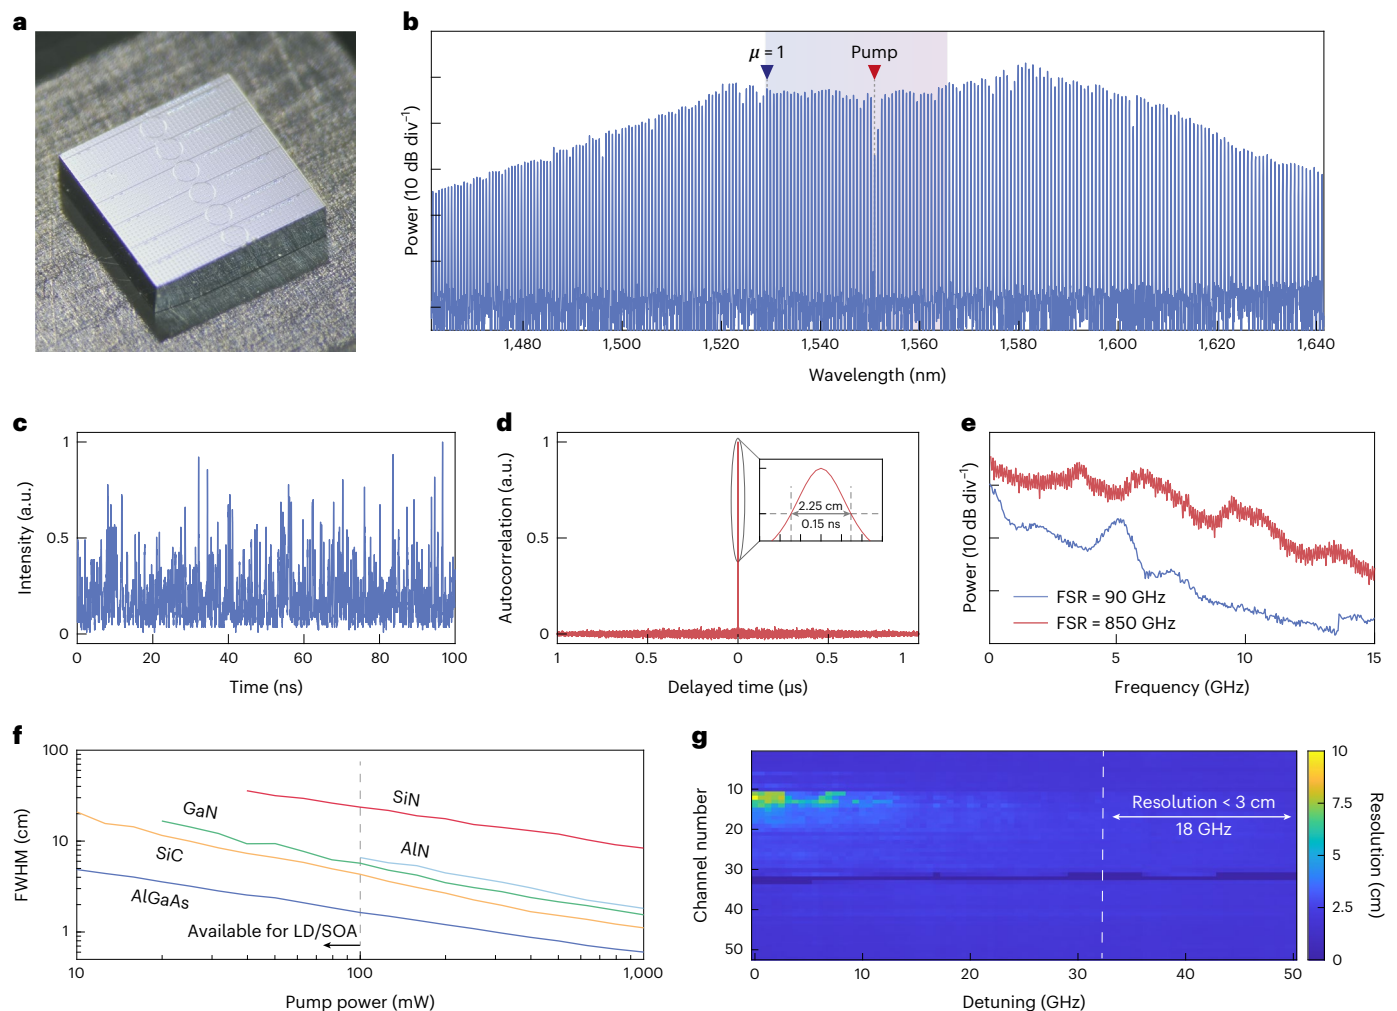 a
b
μ = 1
Pump
Power (10 dB div⁻¹)
1,480
1,500
1,520
1,540
1,560
1,580
1,600
1,620
1,640
Wavelength (nm)
c
1
0.5
0
Intensity (a.u.)
0
20
40
60
80
100
Time (ns)
d
1
0.5
0
Autocorrelation (a.u.)
2.25 cm
0.15 ns
1
0.5
0
0.5
1
Delayed time (μs)
e
Power (10 dB div⁻¹)
FSR = 90 GHz
FSR = 850 GHz
0
5
10
15
Frequency (GHz)
f
100
10
1
FWHM (cm)
SiN
GaN
AlN
SiC
AlGaAs
Available for LD/SOA
10
100
1,000
Pump power (mW)
g
10
20
30
40
50
Channel number
Resolution < 3 cm
18 GHz
0
10
20
30
40
50
Detuning (GHz)
10
7.5
5
2.5
0
Resolution (cm)